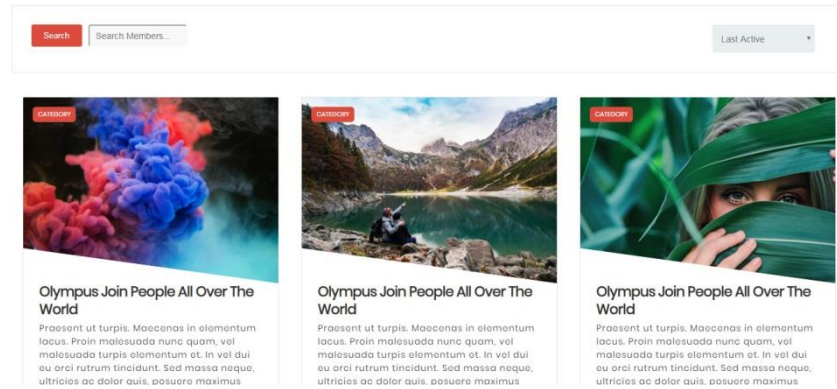 Search
Search Members...
Last Active
CATEGORY
CATEGORY
CATEGORY
Olympus Join People All Over The
World
Praesent ut turpis. Maecenas in elementum
lacus. Proin malesuada nunc quam, vel
malesuada turpis elementum et. In vel dui
eu orci rutrum tincidunt. Sed massa neque,
ultricies ac dolor quis, posuere maximus
Olympus Join People All Over The
World
Praesent ut turpis. Maecenas in elementum
lacus. Proin malesuada nunc quam, vel
malesuada turpis elementum et. In vel dui
eu orci rutrum tincidunt. Sed massa neque,
ultricies ac dolor quis, posuere maximus
Olympus Join People All Over The
World
Praesent ut turpis. Maecenas in elementum
lacus. Proin malesuada nunc quam, vel
malesuada turpis elementum et. In vel dui
eu orci rutrum tincidunt. Sed massa neque,
ultricies ac dolor quis, posuere maximus